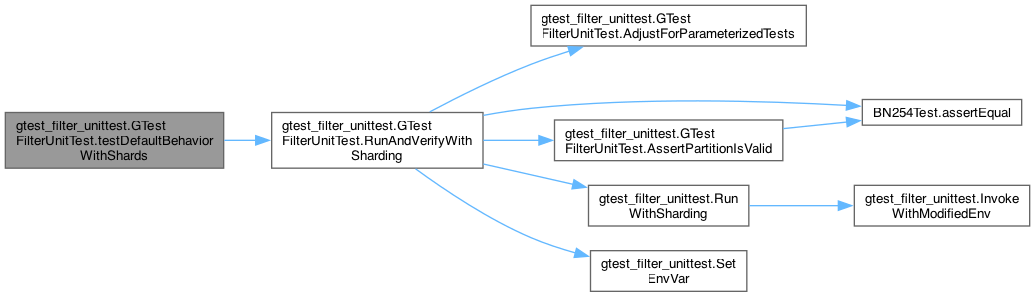 gtest_filter_unittest.GTest
FilterUnitTest.testDefaultBehavior
WithShards
gtest_filter_unittest.GTest
FilterUnitTest.RunAndVerifyWith
Sharding
gtest_filter_unittest.GTest
FilterUnitTest.AdjustForParameterizedTests
BN254Test.assertEqual
gtest_filter_unittest.GTest
FilterUnitTest.AssertPartitionIsValid
gtest_filter_unittest.Run
WithSharding
gtest_filter_unittest.Invoke
WithModifiedEnv
gtest_filter_unittest.Set
EnvVar